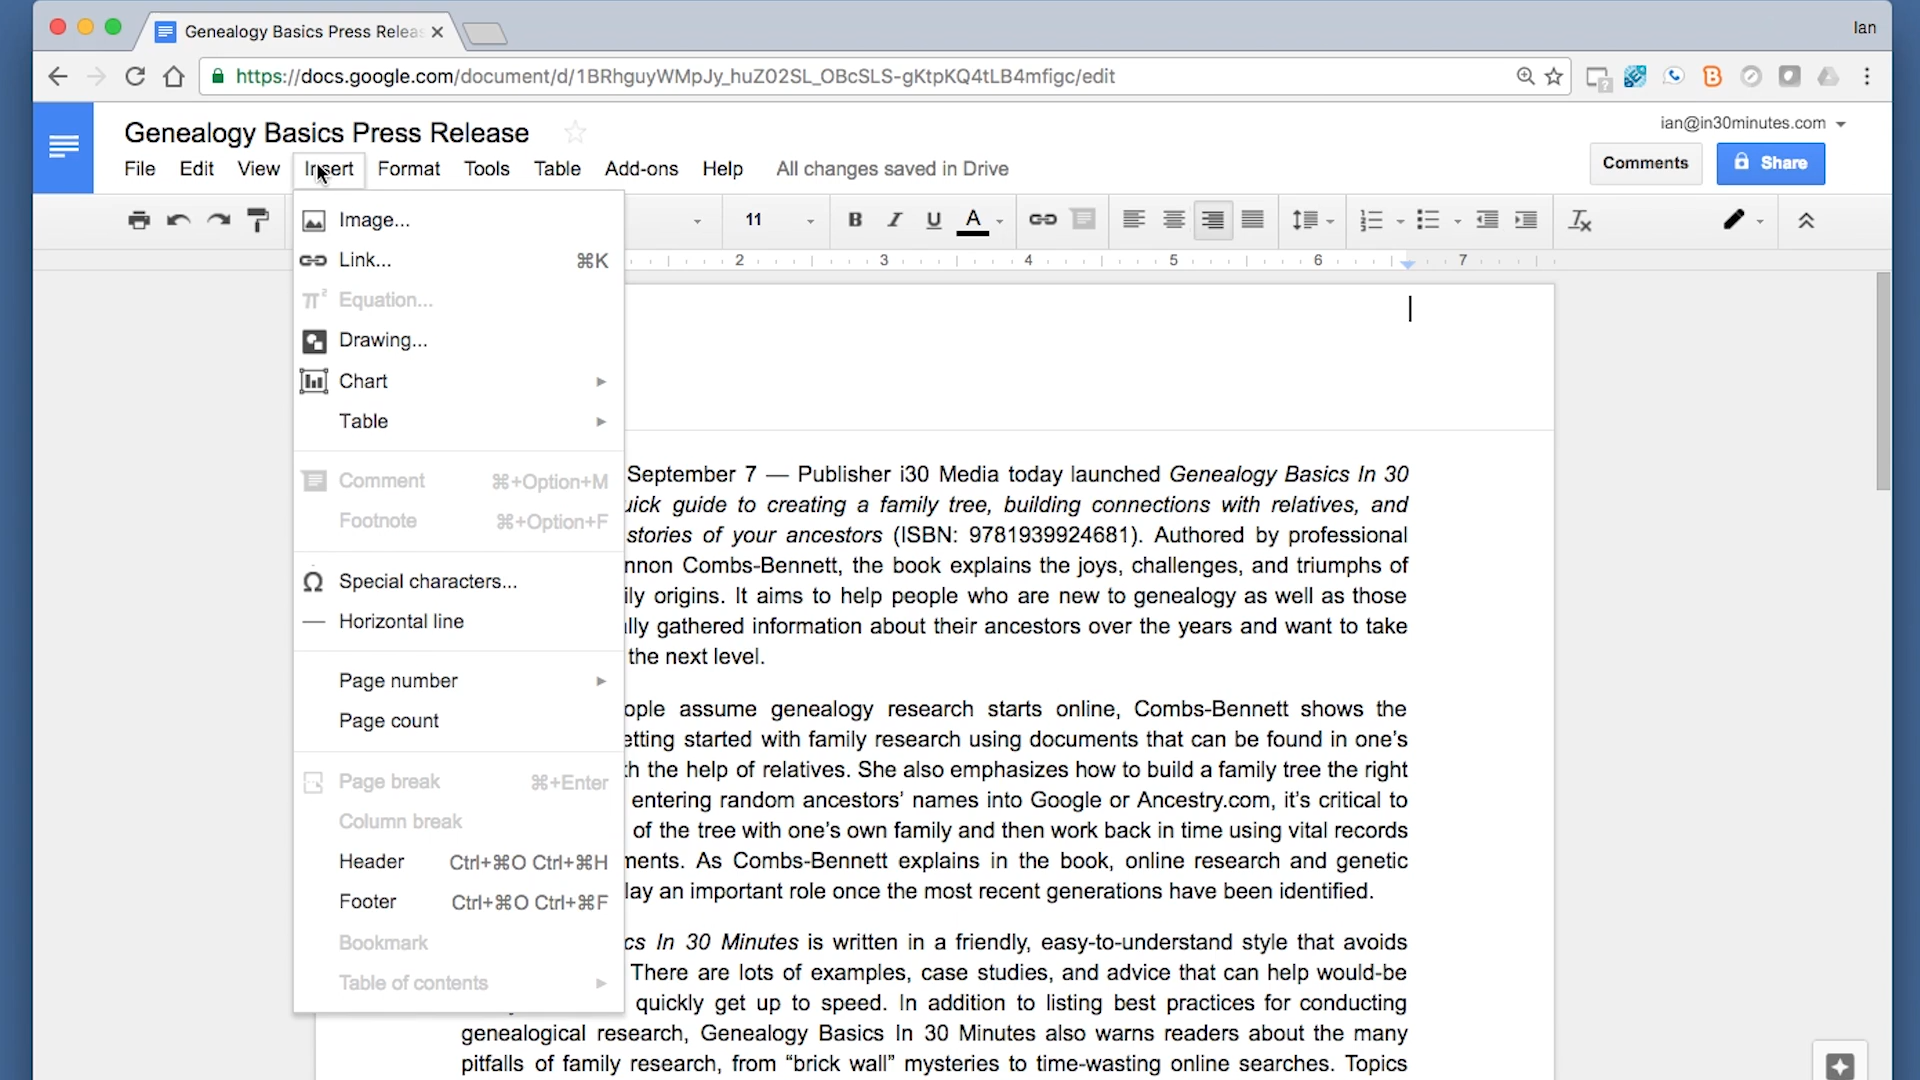 Genealogy Basics Press Relea
Ian
https://docs.google.com/document/d/1BRhguyWMpJy_huZ02SL_OBcSLS-gKtpKQ4tLB4mfigc/edit
Genealogy Basics Press Release
ian@in30minutes.com
File Edit View Insert Format Tools Table Add-ons Help All changes saved in Drive
Comments Share
11 B I U A
2 3 4 5 6 7
Image...
Link... ⌘K
Equation...
Drawing...
Chart
Table
Comment ⌘+Option+M
Footnote ⌘+Option+F
Special characters...
Horizontal line
Page number
Page count
Page break ⌘+Enter
Column break
Header Ctrl+⌘O Ctrl+⌘H
Footer Ctrl+⌘O Ctrl+⌘F
Bookmark
Table of contents
September 7 — Publisher i30 Media today launched Genealogy Basics In 30
uick guide to creating a family tree, building connections with relatives, and
stories of your ancestors (ISBN: 9781939924681). Authored by professional
nnon Combs-Bennett, the book explains the joys, challenges, and triumphs of
ily origins. It aims to help people who are new to genealogy as well as those
lly gathered information about their ancestors over the years and want to take
the next level.
ople assume genealogy research starts online, Combs-Bennett shows the
etting started with family research using documents that can be found in one's
h the help of relatives. She also emphasizes how to build a family tree the right
entering random ancestors' names into Google or Ancestry.com, it's critical to
of the tree with one's own family and then work back in time using vital records
ments. As Combs-Bennett explains in the book, online research and genetic
lay an important role once the most recent generations have been identified.
cs In 30 Minutes is written in a friendly, easy-to-understand style that avoids
There are lots of examples, case studies, and advice that can help would-be
quickly get up to speed. In addition to listing best practices for conducting
genealogical research, Genealogy Basics In 30 Minutes also warns readers about the many
pitfalls of family research, from “brick wall” mysteries to time-wasting online searches. Topics